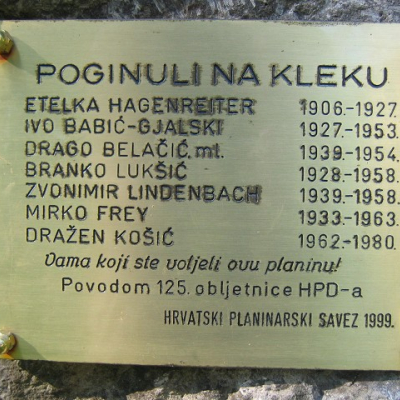 POGINULI NA KLEKU
ETELKA HAGENREITER 1906.-1927.
IVO BABIĆ-GJALSKI 1927.-1953.
DRAGO BELAČIĆ, ml. 1939.-1954.
BRANKO LUKŠIĆ 1928.-1958.
ZVONIMIR LINDENBACH 1939.-1958.
MIRKO FREY 1933.-1963.
DRAŽEN KOŠIĆ 1962.-1980.
Vama koji ste voljeli ovu planinu!
Povodom 125. obljetnice HPD-a
HRVATSKI PLANINARSKI SAVEZ 1999.